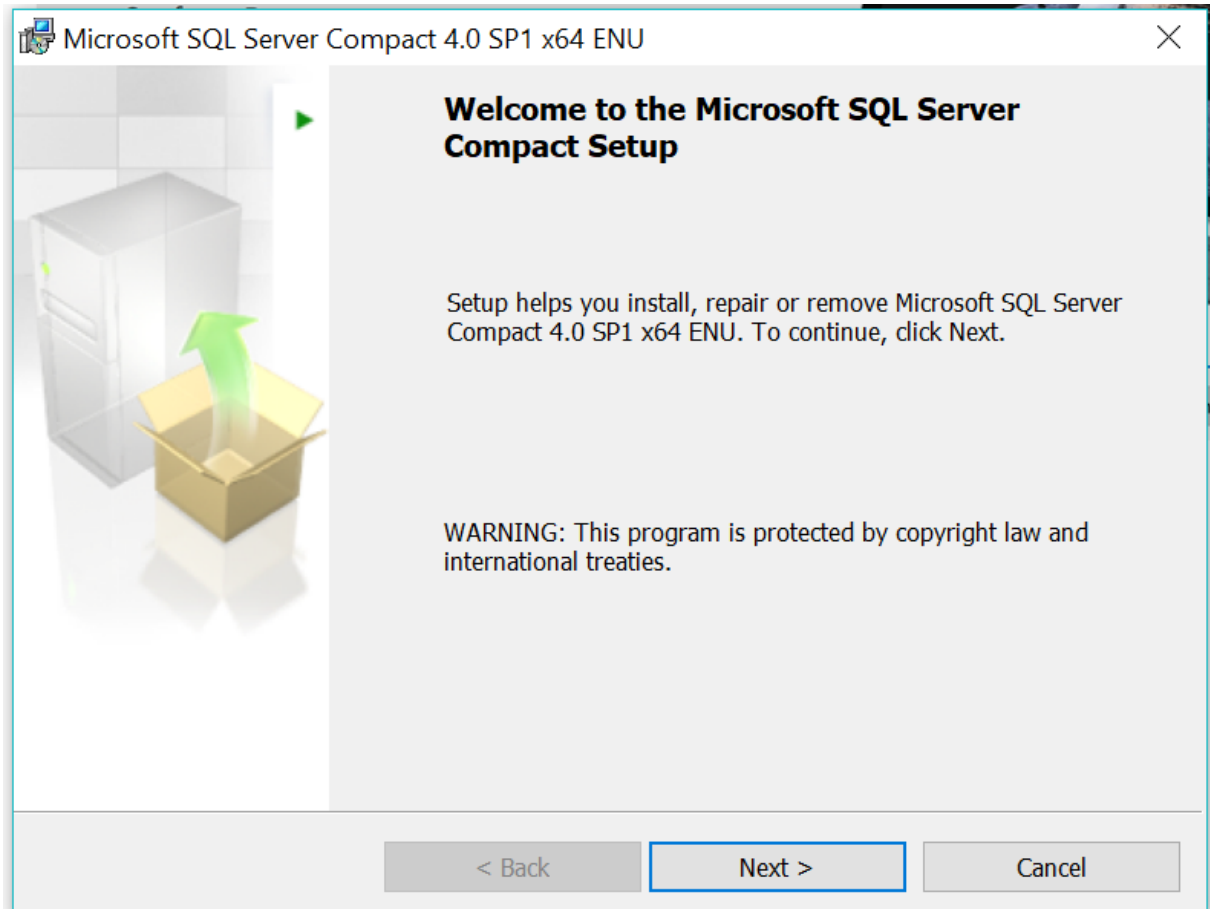 Microsoft SQL Server Compact 4.0 SP1 x64 ENU
Welcome to the Microsoft SQL Server
Compact Setup
Setup helps you install, repair or remove Microsoft SQL Server
Compact 4.0 SP1 x64 ENU. To continue, click Next.
WARNING: This program is protected by copyright law and
international treaties.
< Back
Next >
Cancel